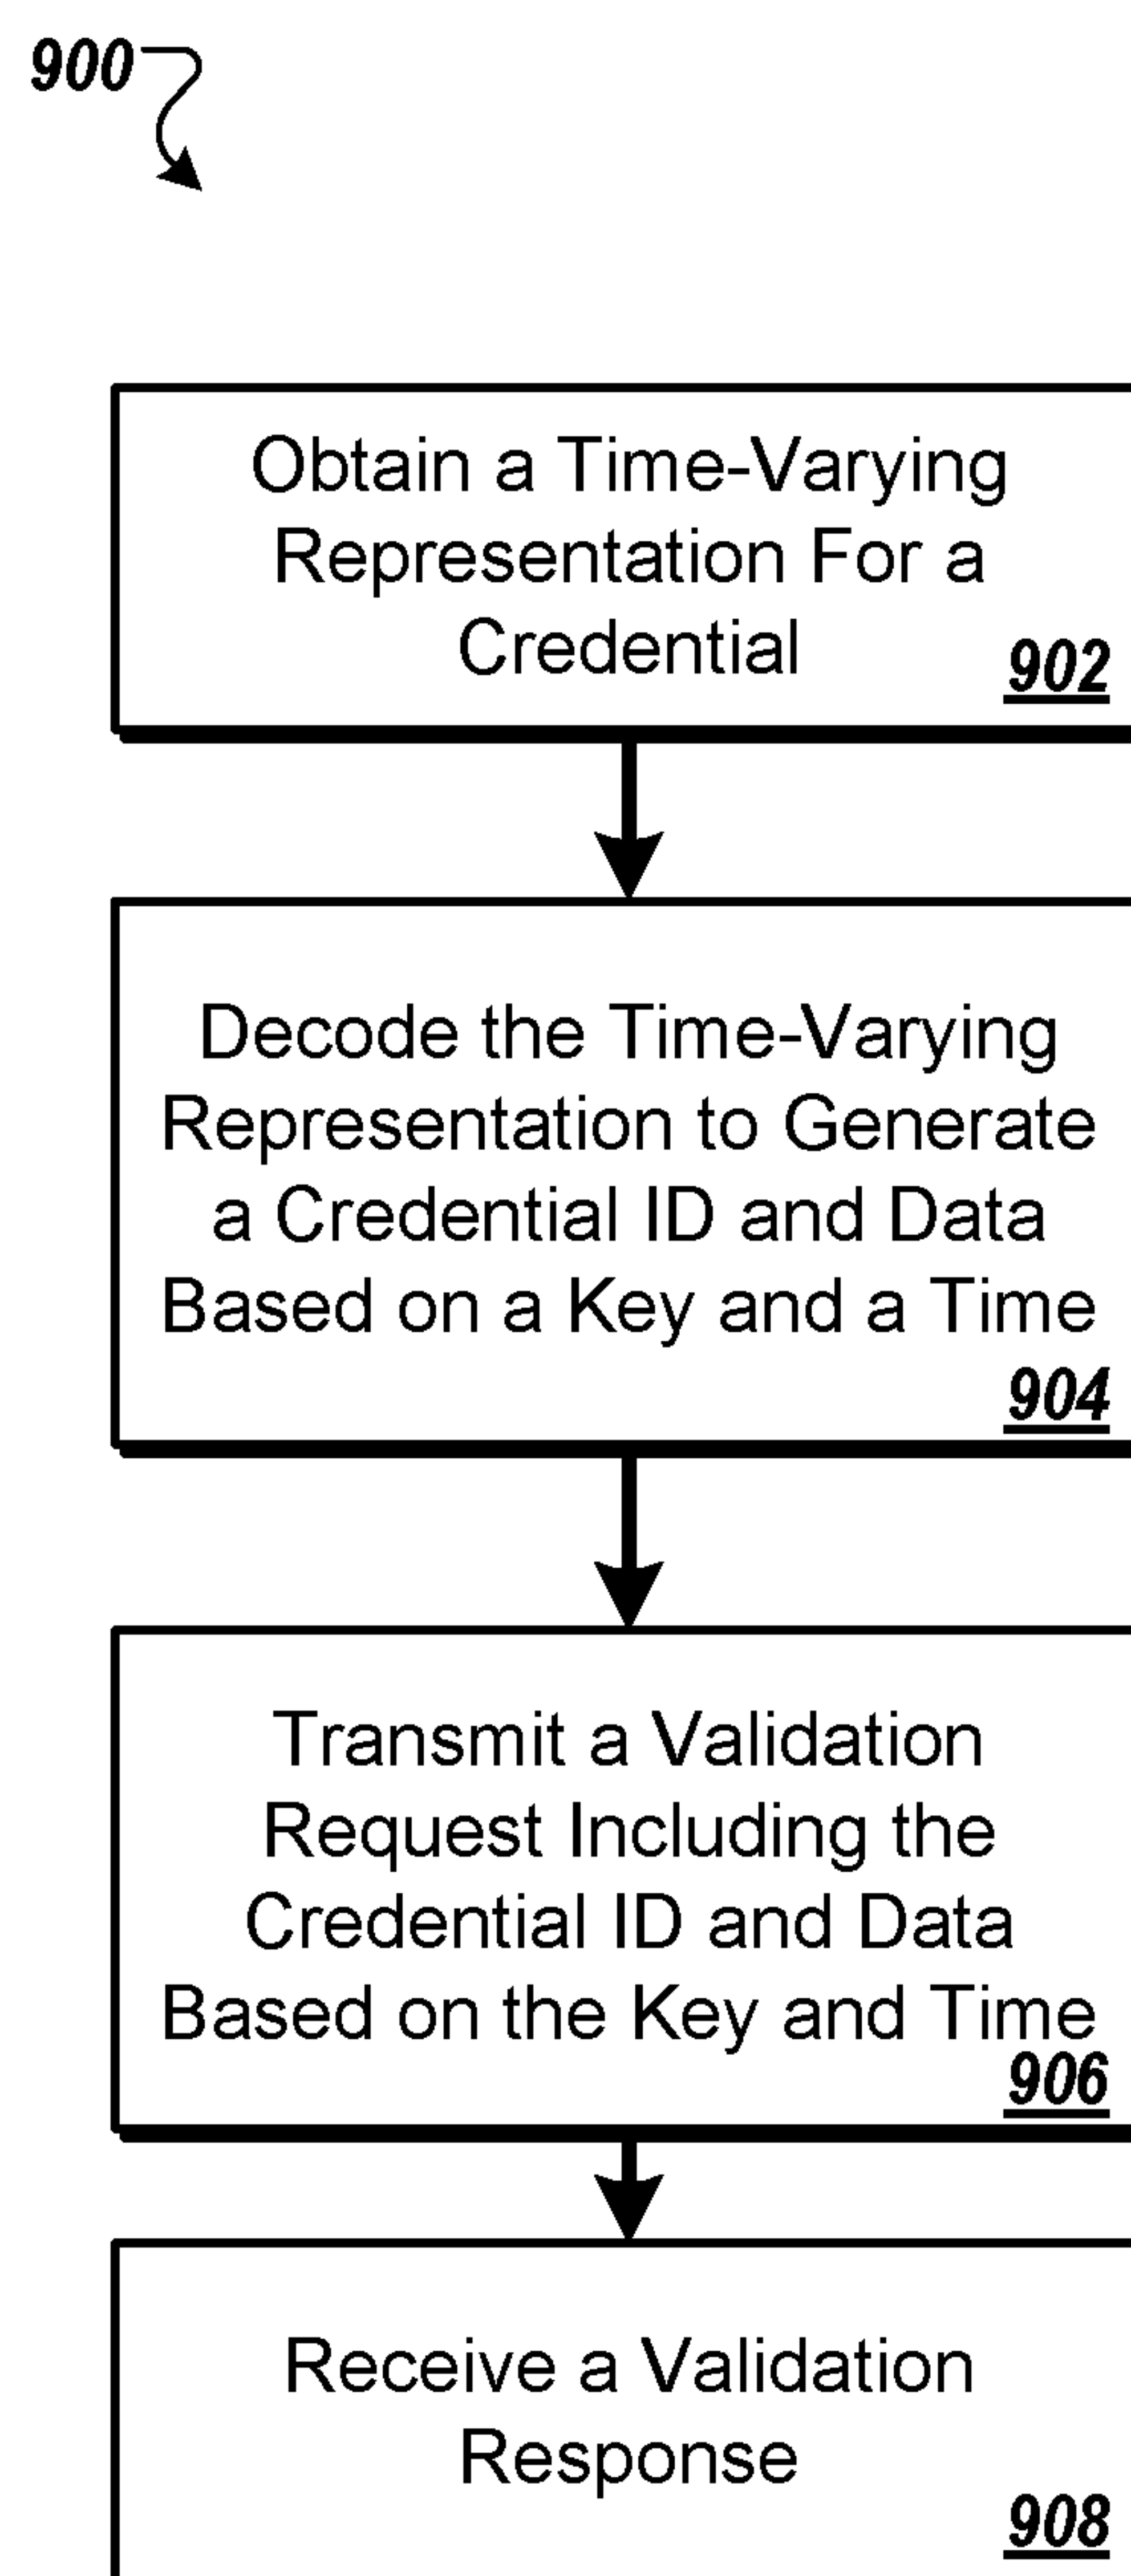 900
Obtain a Time-Varying
Representation For a
Credential
902
Decode the Time-Varying
Representation to Generate
a Credential ID and Data
Based on a Key and a Time
904
Transmit a Validation
Request Including the
Credential ID and Data
Based on the Key and Time
906
Receive a Validation
Response
908